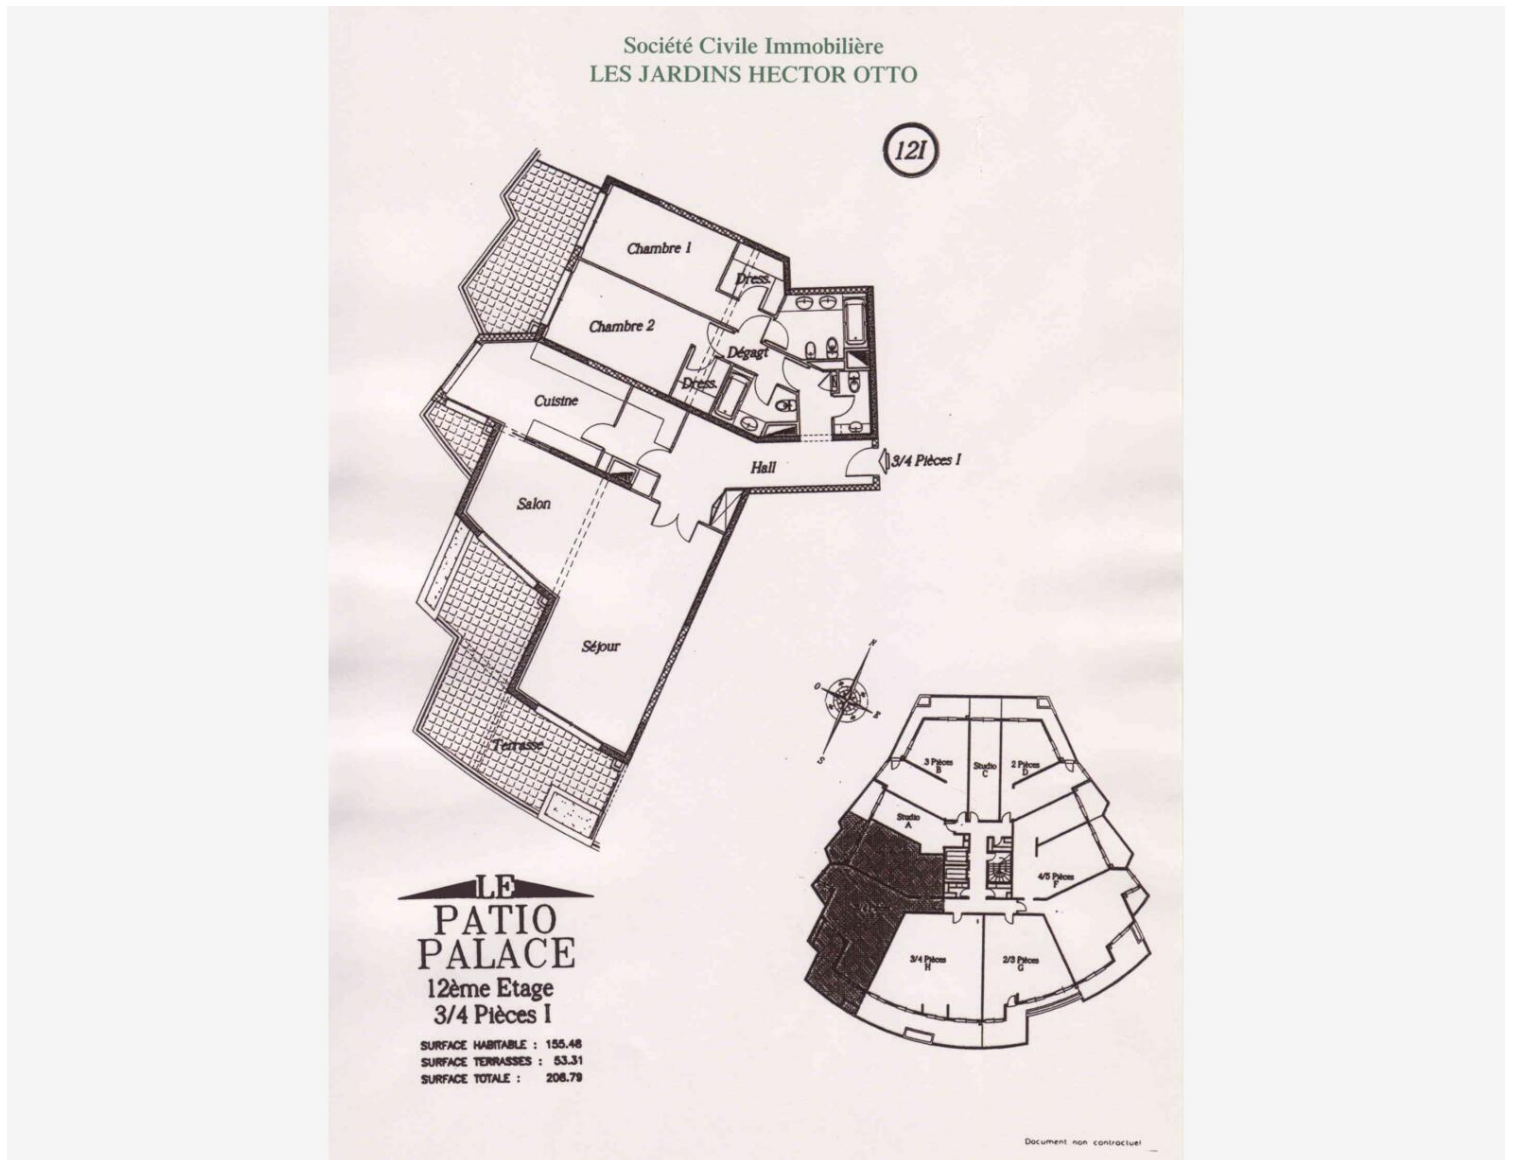 Société Civile Immobilière
LES JARDINS HECTOR OTTO
12I
Chambre 1
Dress.
Chambre 2
Dégagt
Dress.
Cuisine
Hall
3/4 Pièces I
Salon
Séjour
Terrasse
N
O
S
3 Pièces
B
Studio
C
2 Pièces
D
Studio
A
4/5 Pièces
F
3/4 Pièces
H
2/3 Pièces
G
LE
PATIO
PALACE
12ème Etage
3/4 Pièces I
SURFACE HABITABLE : 155.48
SURFACE TERRASSES : 53.31
SURFACE TOTALE : 208.79
Document non contractuel